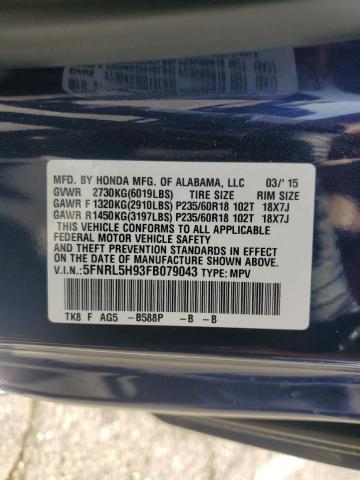 MFD. BY HONDA MFG. OF ALABAMA, LLC 03/'15
GVWR 2730KG(6019LBS) TIRE SIZE RIM SIZE
GAWR F 1320KG(2910LBS) P235/60R18 102T 18X7J
GAWR R 1450KG(3197LBS) P235/60R18 102T 18X7J
THIS VEHICLE CONFORMS TO ALL APPLICABLE
FEDERAL MOTOR VEHICLE SAFETY, BUMPER,
AND THEFT PREVENTION STANDARDS IN EFFECT
ON THE DATE OF MANUFACTURE SHOWN ABOVE.
V.I.N.: 5FNRL5H93FB079043 TYPE: MPV
TK8 F AG5 -B588P -B -B